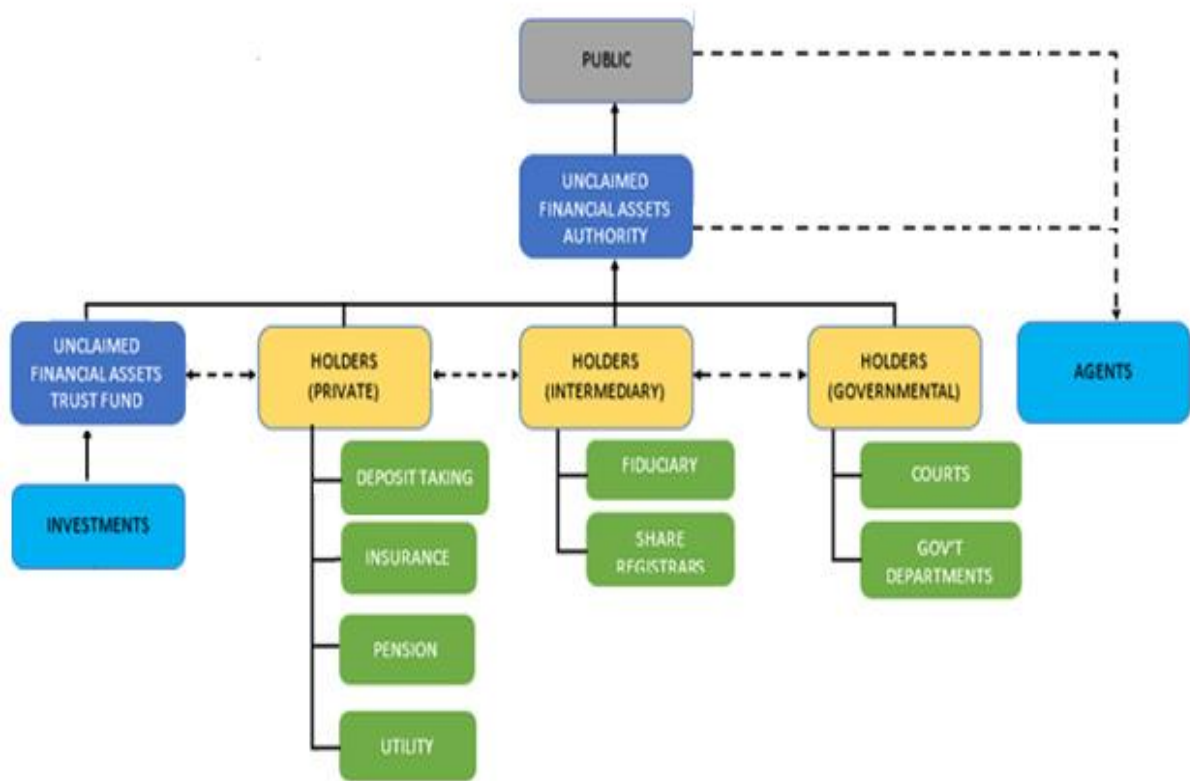 PUBLIC
UNCLAIMED
FINANCIAL ASSETS
AUTHORITY
UNCLAIMED
FINANCIAL ASSETS
TRUST FUND
HOLDERS
(PRIVATE)
HOLDERS
(INTERMEDIARY)
HOLDERS
(GOVERNMENTAL)
AGENTS
INVESTMENTS
DEPOSIT TAKING
INSURANCE
PENSION
UTILITY
FIDUCIARY
SHARE
REGISTRARS
COURTS
GOV'T
DEPARTMENTS